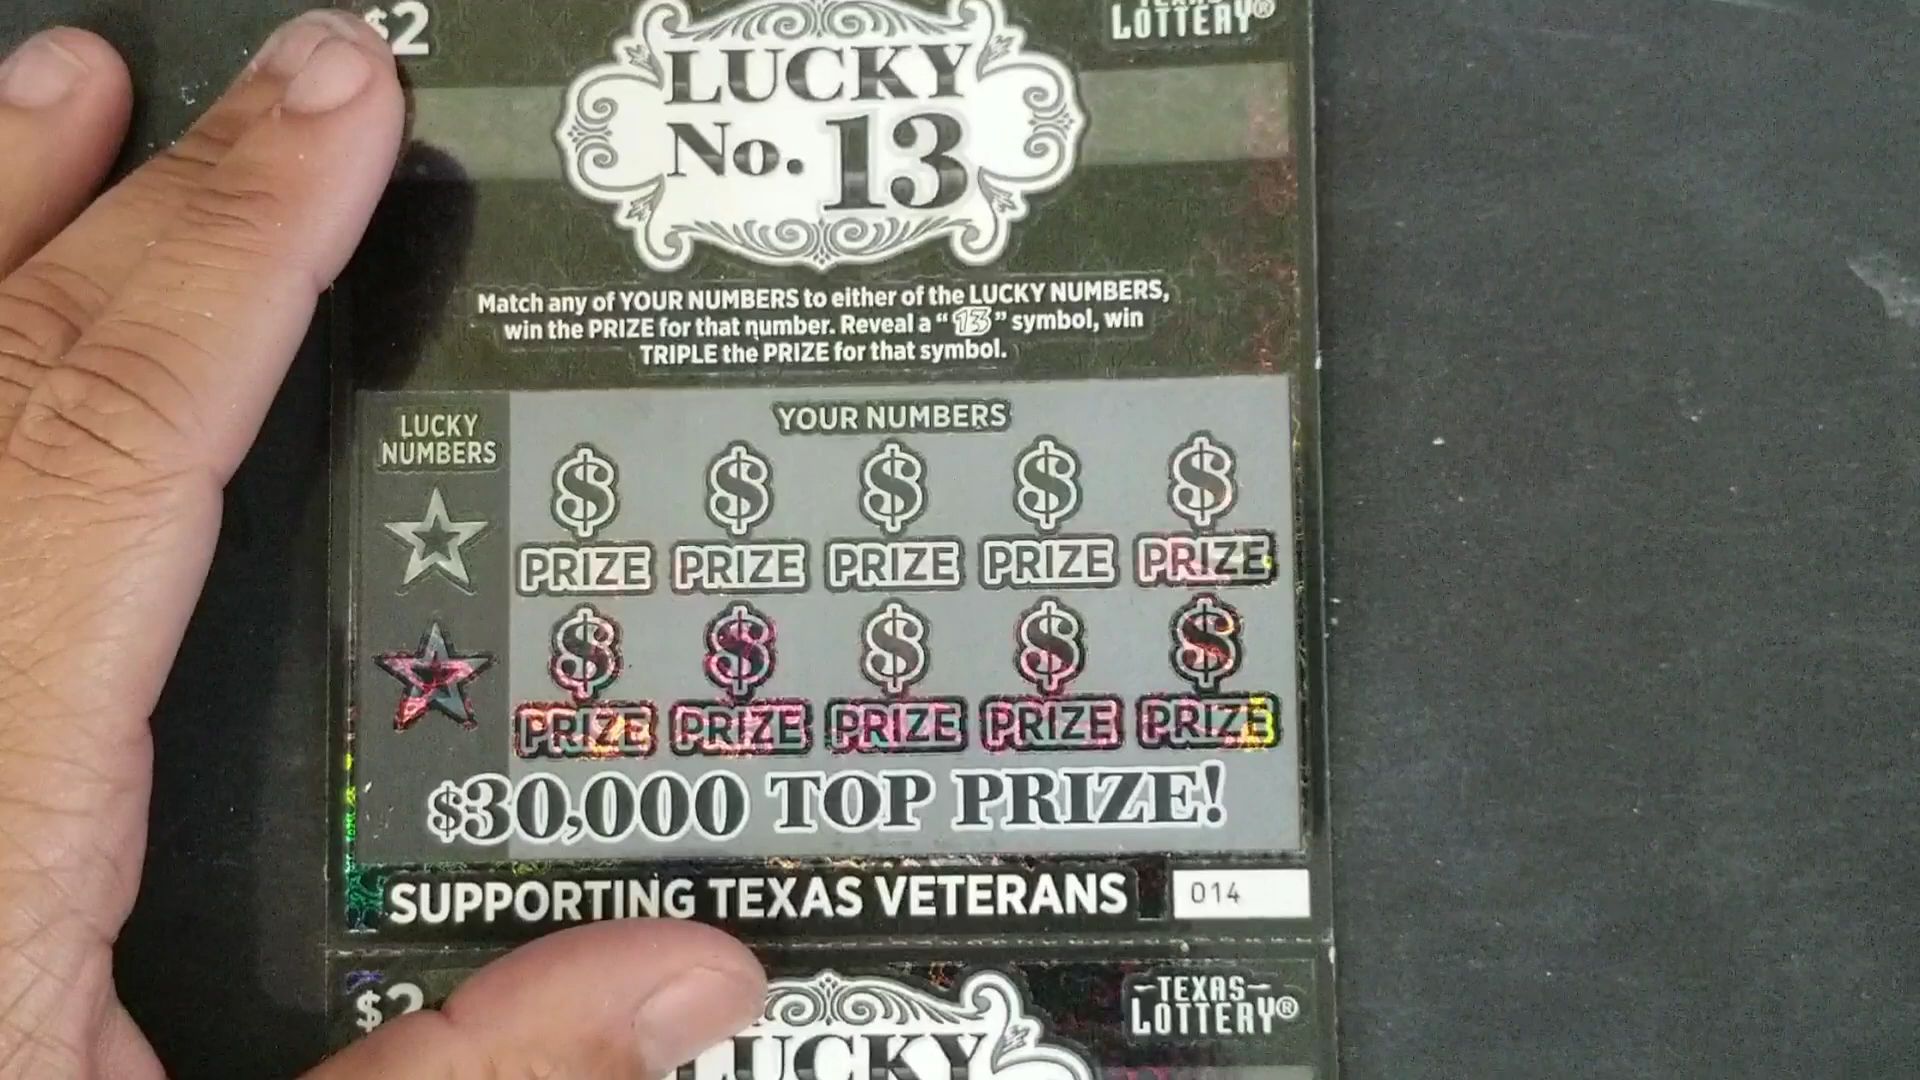 $2
TEXAS
LOTTERY®
LUCKY
No. 13
Match any of YOUR NUMBERS to either of the LUCKY NUMBERS,
win the PRIZE for that number. Reveal a "13" symbol, win
TRIPLE the PRIZE for that symbol.
LUCKY
NUMBERS
YOUR NUMBERS
$ $ $ $ $
PRIZE PRIZE PRIZE PRIZE PRIZE
$ $ $ $ $
PRIZE PRIZE PRIZE PRIZE PRIZE
$30,000 TOP PRIZE!
SUPPORTING TEXAS VETERANS
014
$2
TEXAS
LOTTERY®
LUCKY